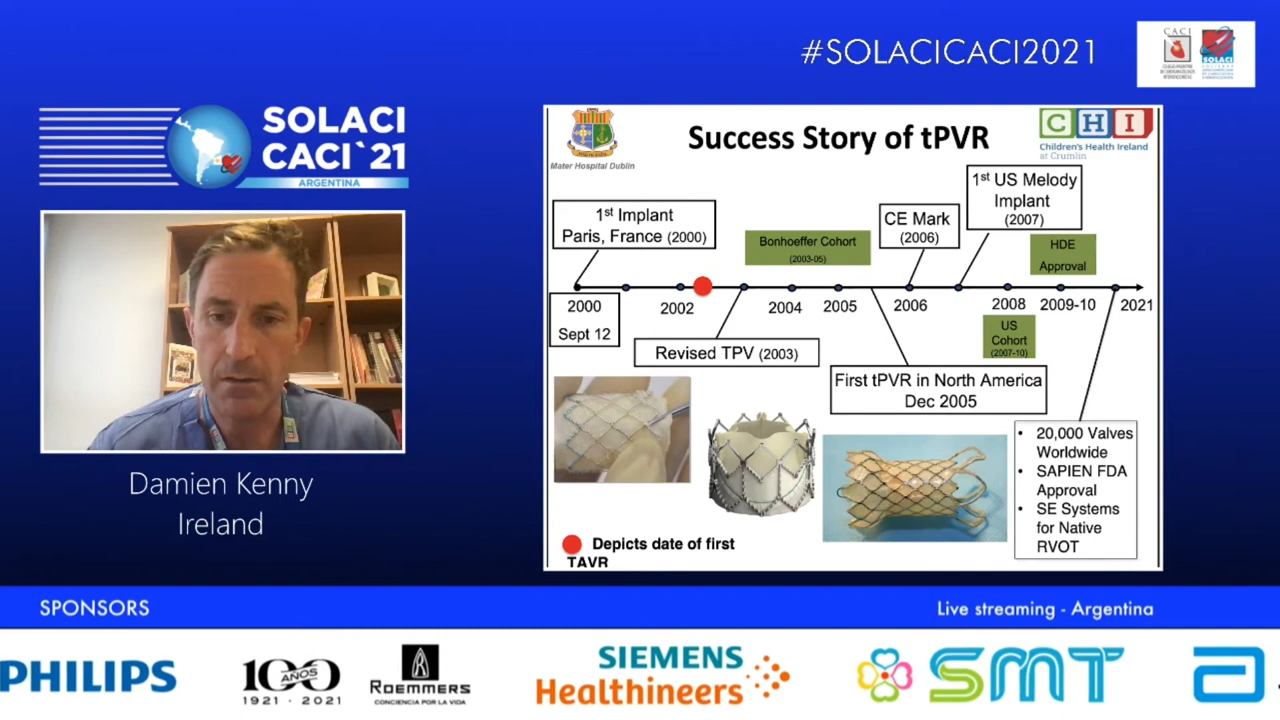 #SOLACICACI2021
CACI
SOLACI
SOLACI
CACI`21
ARGENTINA
Damien Kenny
Ireland
Mater Hospital Dublin
Success Story of tPVR
CHI
Children's Health Ireland
at Crumlin
1st Implant
Paris, France (2000)
Bonhoeffer Cohort
(2003-05)
CE Mark
(2006)
1st US Melody
Implant
(2007)
HDE
Approval
2000
Sept 12
2002
2004
2005
2006
2008
2009-10
2021
Revised TPV (2003)
US
Cohort
(2007-10)
First tPVR in North America
Dec 2005
• 20,000 Valves
Worldwide
• SAPIEN FDA
Approval
• SE Systems
for Native
RVOT
Depicts date of first
TAVR
SPONSORS
Live streaming - Argentina
PHILIPS
100
AÑOS
1921 · 2021
ROEMMERS
CONCIENCIA POR LA VIDA
SIEMENS
Healthineers
SMT